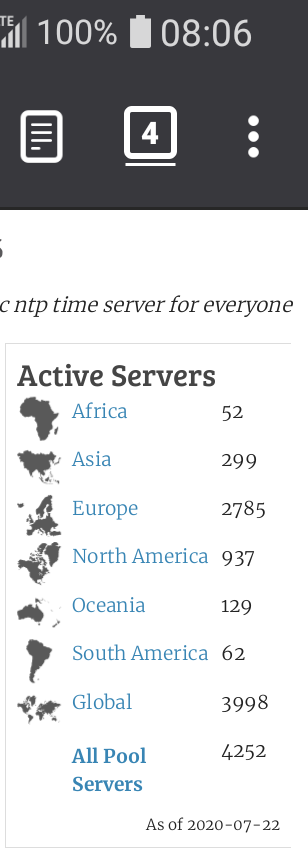 LTE 100% 08:06
4
c ntp time server for everyone
Active Servers
Africa 52
Asia 299
Europe 2785
North America 937
Oceania 129
South America 62
Global 3998
All Pool 4252
Servers
As of 2020-07-22